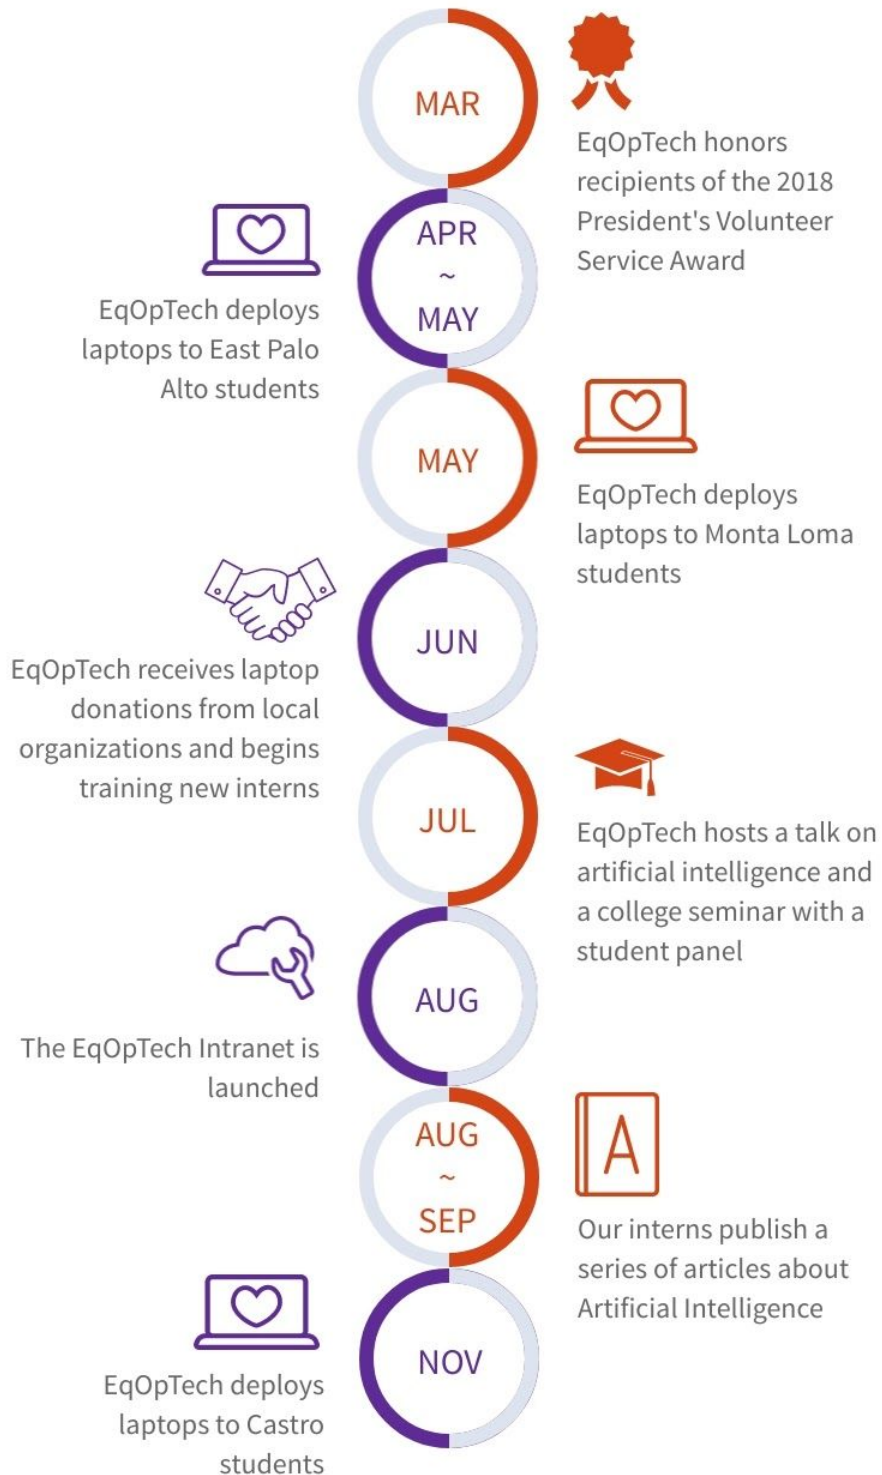 MAR
EqOpTech honors
recipients of the 2018
President's Volunteer
Service Award
APR
~
MAY
EqOpTech deploys
laptops to East Palo
Alto students
MAY
EqOpTech deploys
laptops to Monta Loma
students
JUN
EqOpTech receives laptop
donations from local
organizations and begins
training new interns
JUL
EqOpTech hosts a talk on
artificial intelligence and
a college seminar with a
student panel
AUG
The EqOpTech Intranet is
launched
AUG
~
SEP
A
Our interns publish a
series of articles about
Artificial Intelligence
NOV
EqOpTech deploys
laptops to Castro
students